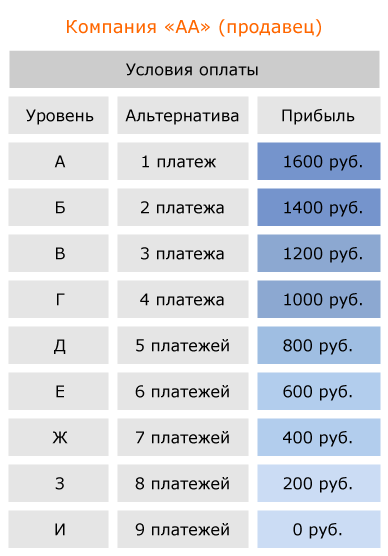 Компания «АА» (продавец)
Условия оплаты
Уровень Альтернатива Прибыль
А 1 платеж 1600 руб.
Б 2 платежа 1400 руб.
В 3 платежа 1200 руб.
Г 4 платежа 1000 руб.
Д 5 платежей 800 руб.
Е 6 платежей 600 руб.
Ж 7 платежей 400 руб.
З 8 платежей 200 руб.
И 9 платежей 0 руб.